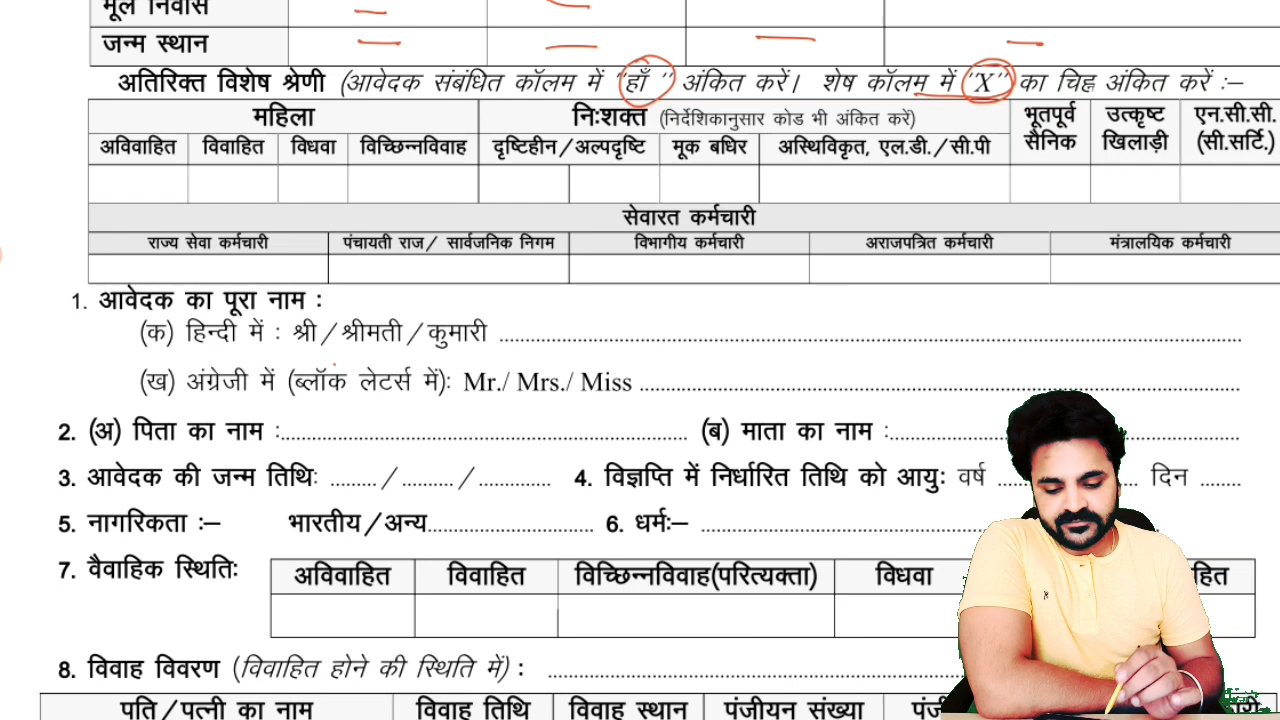 मूल निवास
जन्म स्थान
अतिरिक्त विशेष श्रेणी (आवेदक संबंधित कॉलम में "हाँ " अंकित करें। शेष कॉलम में "X" का चिह्न अंकित करें :–
महिला निःशक्त (निर्देशिकानुसार कोड भी अंकित करें) भूतपूर्व सैनिक उत्कृष्ट खिलाड़ी एन.सी.सी. (सी.सार्टि.)
अविवाहित विवाहित विधवा विच्छिन्नविवाह दृष्टिहीन/अल्पदृष्टि मूक बधिर अस्थिविकृत, एल.डी./सी.पी
सेवारत कर्मचारी
राज्य सेवा कर्मचारी पंचायती राज/ सार्वजनिक निगम विभागीय कर्मचारी अराजपत्रित कर्मचारी मंत्रालयिक कर्मचारी
1. आवेदक का पूरा नाम :
(क) हिन्दी में : श्री/श्रीमती/कुमारी ....................
(ख) अंग्रेजी में (ब्लॉक लेटर्स में): Mr./ Mrs./ Miss ....................
2. (अ) पिता का नाम :.................... (ब) माता का नाम :....................
3. आवेदक की जन्म तिथिः ........./........../.............. 4. विज्ञप्ति में निर्धारित तिथि को आयुः वर्ष ........ दिन ........
5. नागरिकता :– भारतीय/अन्य.................... 6. धर्मः– ....................
7. वैवाहिक स्थितिः अविवाहित विवाहित विच्छिन्नविवाह(परित्यक्ता) विधवा
8. विवाह विवरण (विवाहित होने की स्थिति में) : ....................
पति/पत्नी का नाम विवाह तिथि विवाह स्थान पंजीयन संख्या